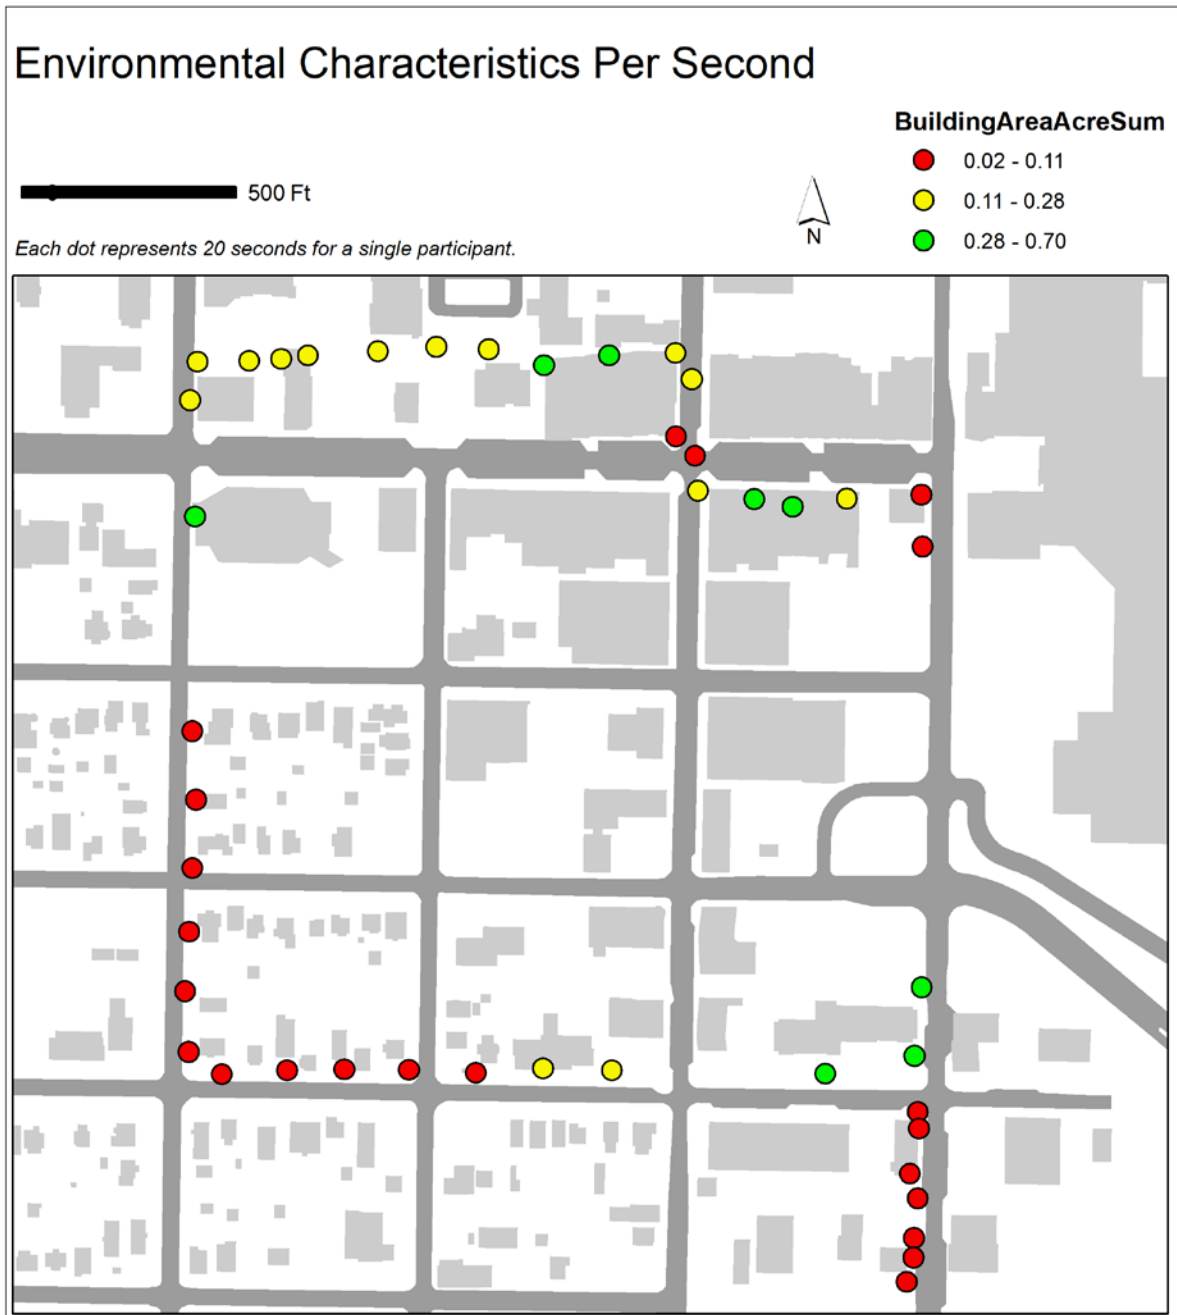 Environmental Characteristics Per Second
BuildingAreaAcreSum
0.02 - 0.11
500 Ft
0.11 - 0.28
N
0.28 - 0.70
Each dot represents 20 seconds for a single participant.